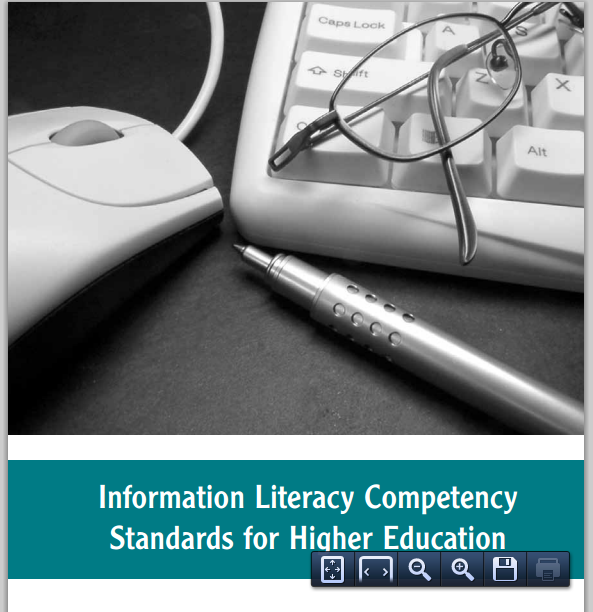 Caps Lock
A
S
Shift
Z
X
Alt
Information Literacy Competency
Standards for Higher Education